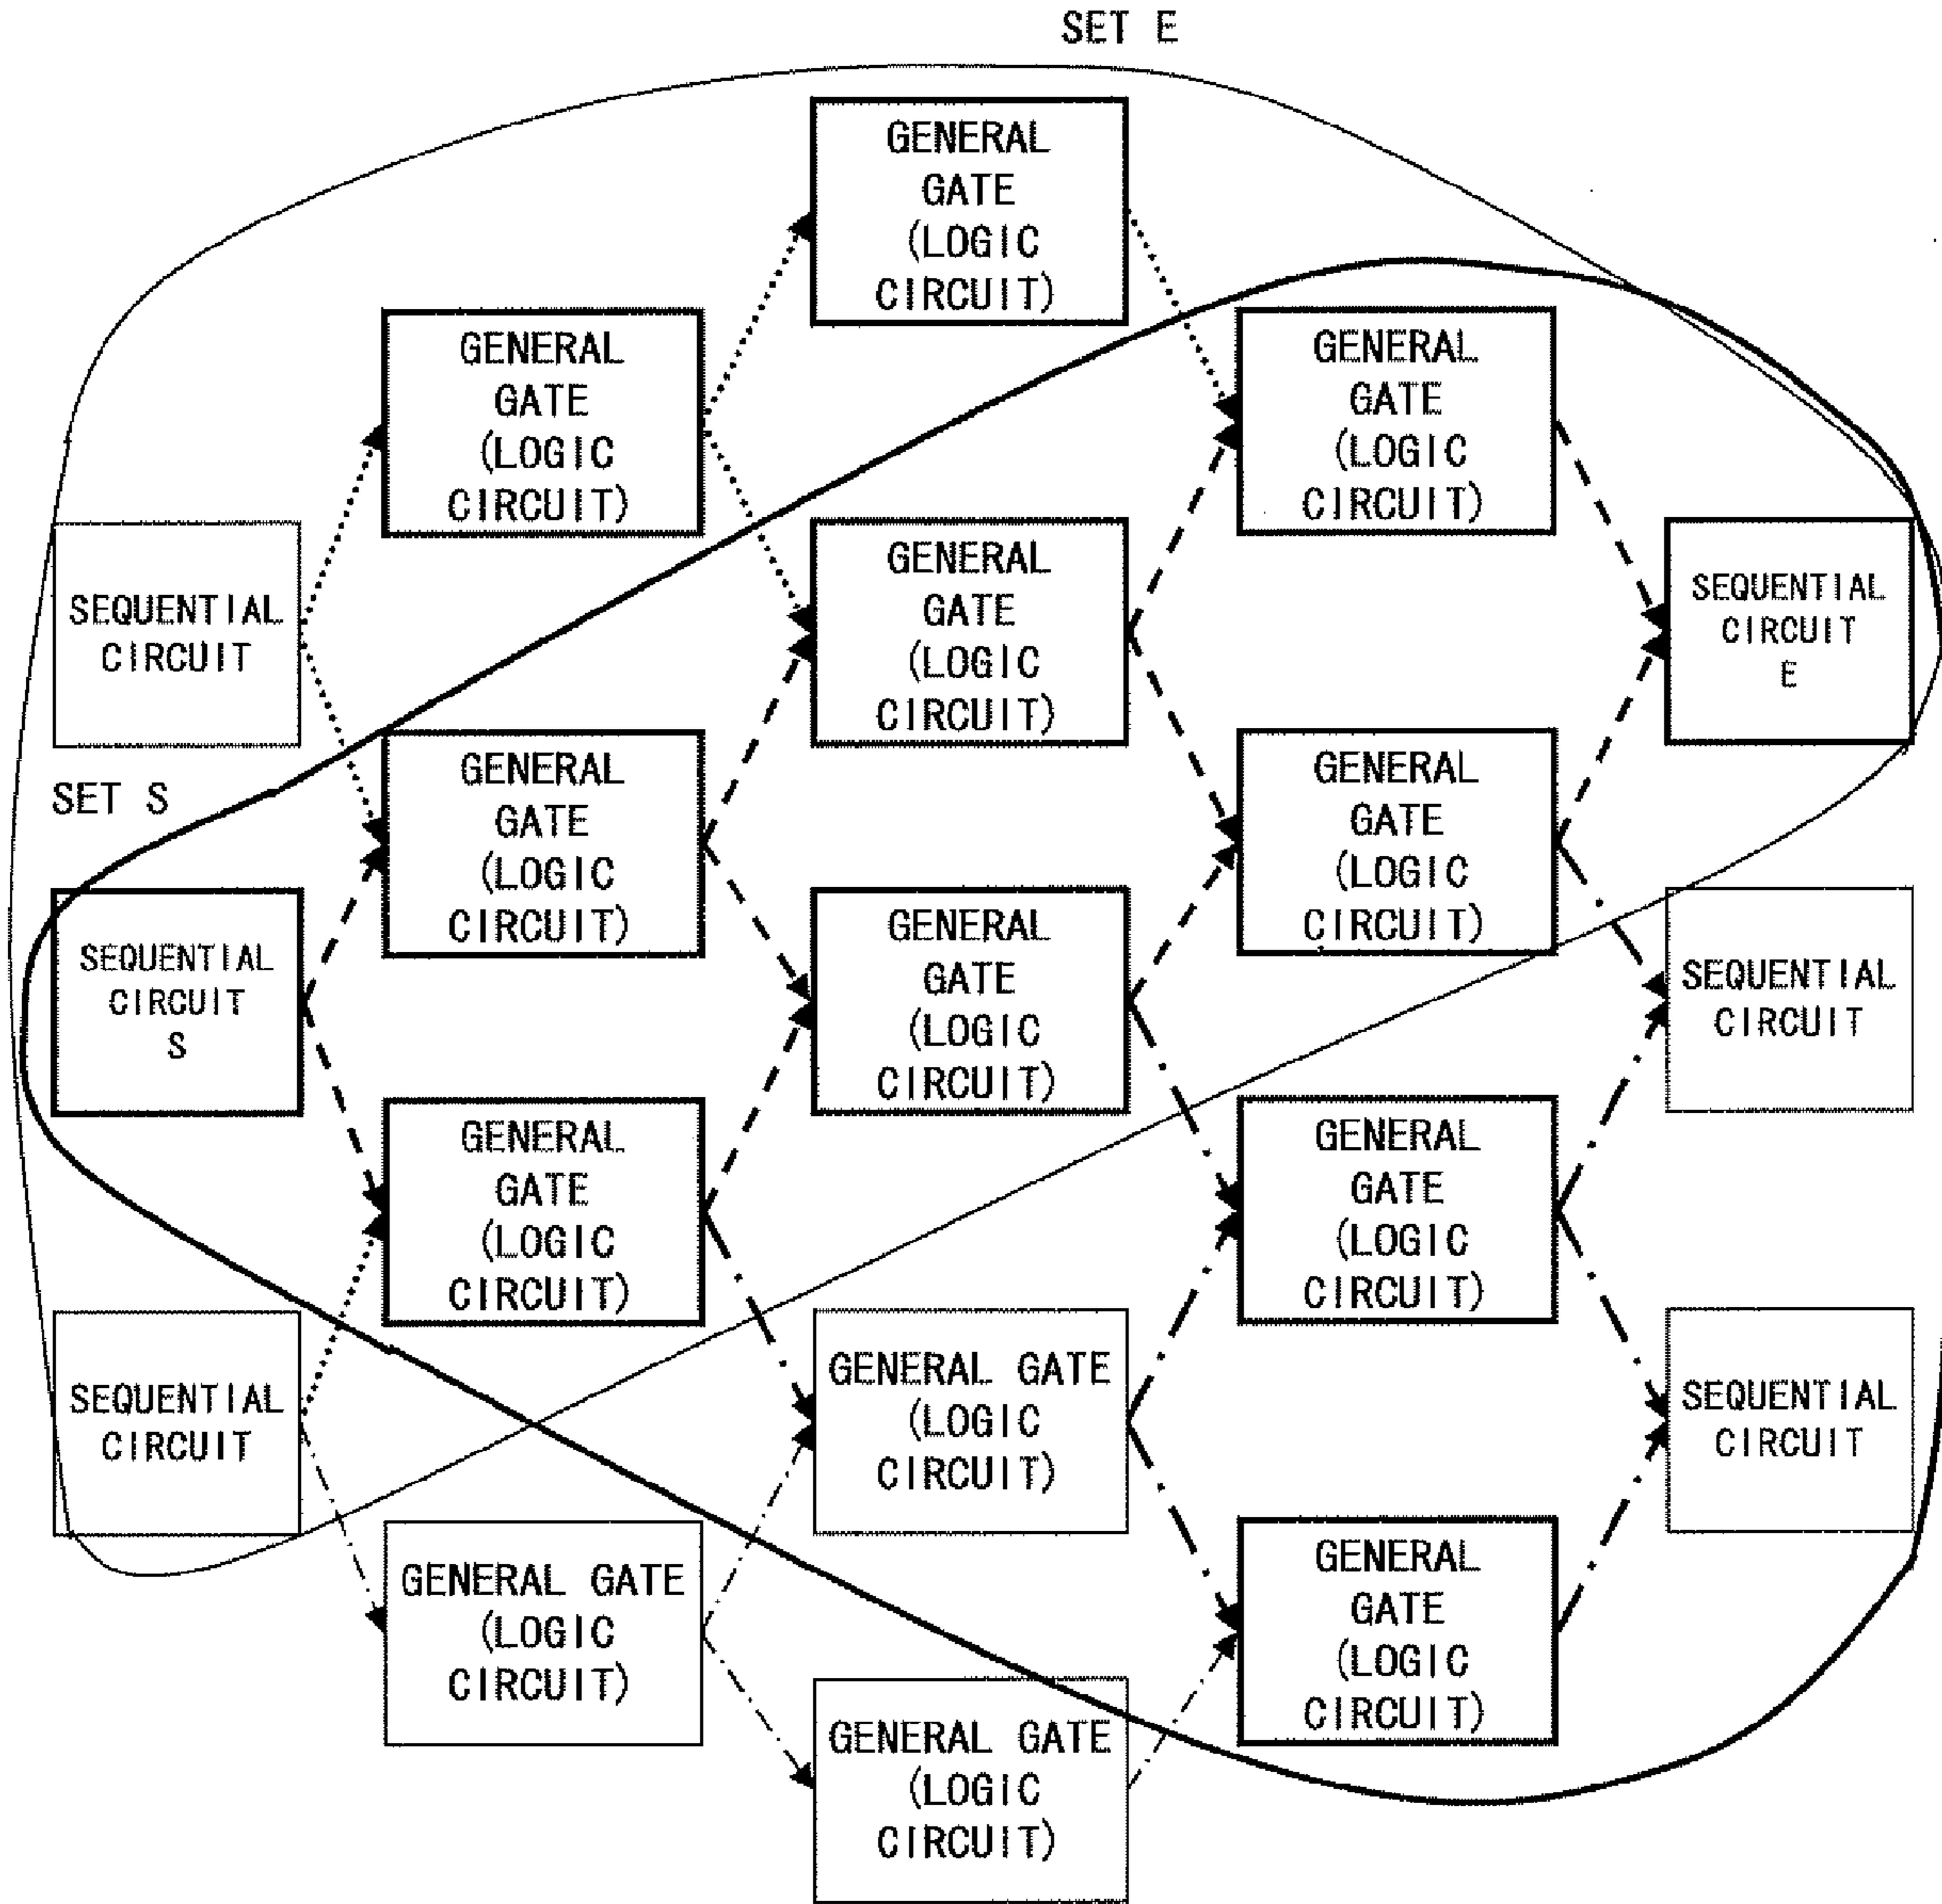 SET E
GENERAL
GATE
(LOGIC
CIRCUIT)
GENERAL
GATE
(LOGIC
CIRCUIT)
GENERAL
GATE
(LOGIC
CIRCUIT)
SEQUENTIAL
CIRCUIT
GENERAL
GATE
(LOGIC
CIRCUIT)
SEQUENTIAL
CIRCUIT
E
SET S
GENERAL
GATE
(LOGIC
CIRCUIT)
GENERAL
GATE
(LOGIC
CIRCUIT)
SEQUENTIAL
CIRCUIT
S
GENERAL
GATE
(LOGIC
CIRCUIT)
SEQUENTIAL
CIRCUIT
GENERAL
GATE
(LOGIC
CIRCUIT)
GENERAL
GATE
(LOGIC
CIRCUIT)
SEQUENTIAL
CIRCUIT
GENERAL GATE
(LOGIC
CIRCUIT)
SEQUENTIAL
CIRCUIT
GENERAL GATE
(LOGIC
CIRCUIT)
GENERAL
GATE
(LOGIC
CIRCUIT)
GENERAL GATE
(LOGIC
CIRCUIT)